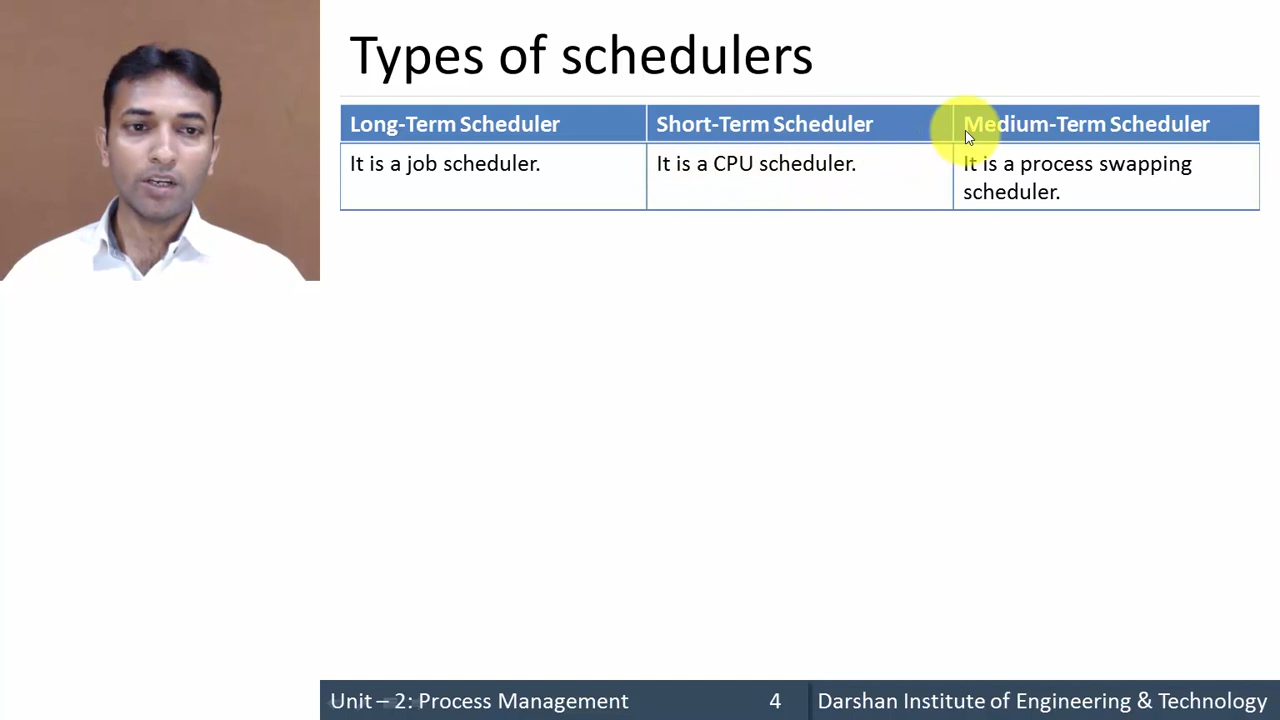 Types of schedulers
Long-Term Scheduler
Short-Term Scheduler
Medium-Term Scheduler
It is a job scheduler.
It is a CPU scheduler.
It is a process swapping
scheduler.
Unit – 2: Process Management
4
Darshan Institute of Engineering & Technology